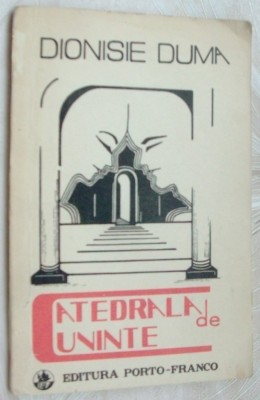 DIONISIE DUMA
CATEDRALA de
CUVINTE
EDITURA PORTO-FRANCO